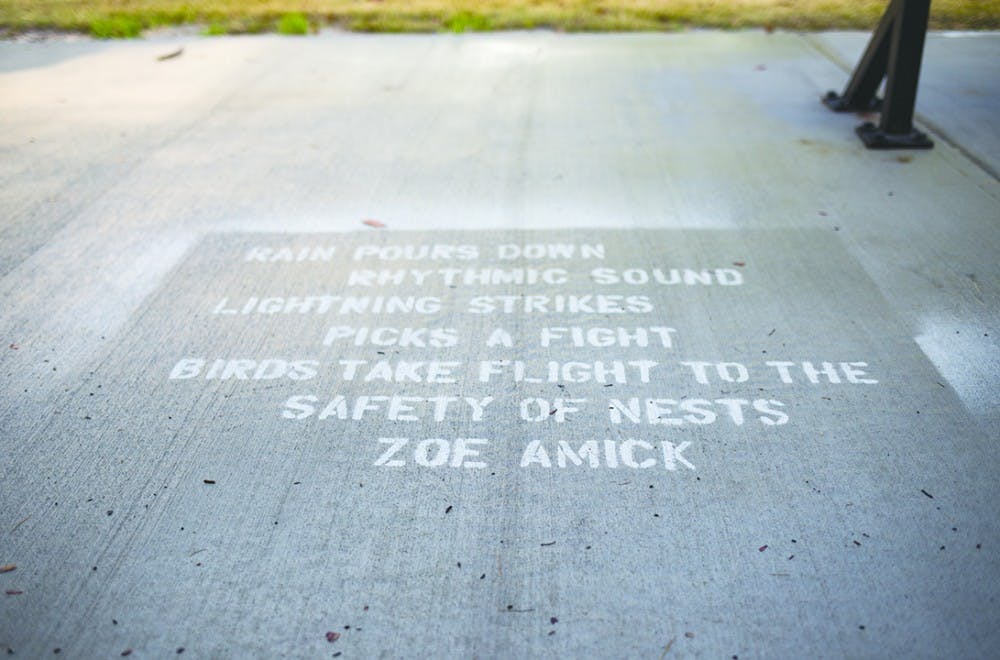 RAIN POURS DOWN
RHYTHMIC SOUND
LIGHTNING STRIKES
PICKS A FIGHT
BIRDS TAKE FLIGHT TO THE
SAFETY OF NESTS
ZOE AMICK